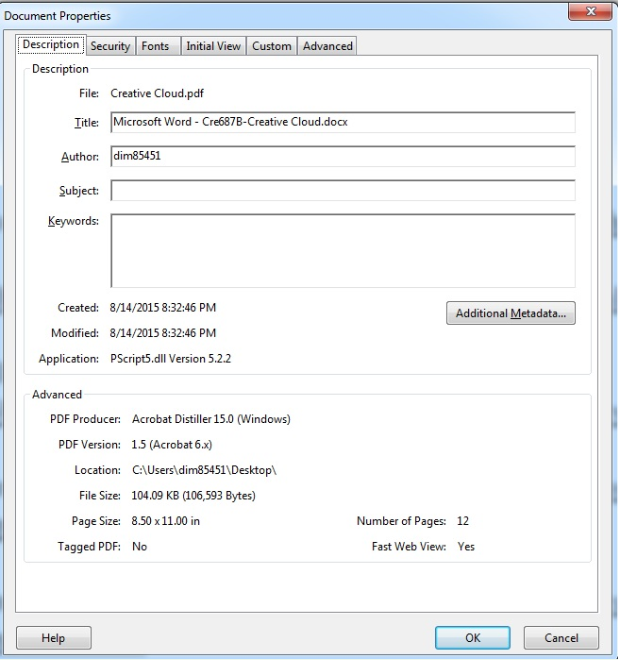 Document Properties
Description Security Fonts Initial View Custom Advanced
Description
File: Creative Cloud.pdf
Title: Microsoft Word - Cre687B-Creative Cloud.docx
Author: dim85451
Subject:
Keywords:
Created: 8/14/2015 8:32:46 PM
Additional Metadata...
Modified: 8/14/2015 8:32:46 PM
Application: PScript5.dll Version 5.2.2
Advanced
PDF Producer: Acrobat Distiller 15.0 (Windows)
PDF Version: 1.5 (Acrobat 6.x)
Location: C:\Users\dim85451\Desktop\
File Size: 104.09 KB (106,593 Bytes)
Page Size: 8.50 x 11.00 in Number of Pages: 12
Tagged PDF: No Fast Web View: Yes
Help OK Cancel